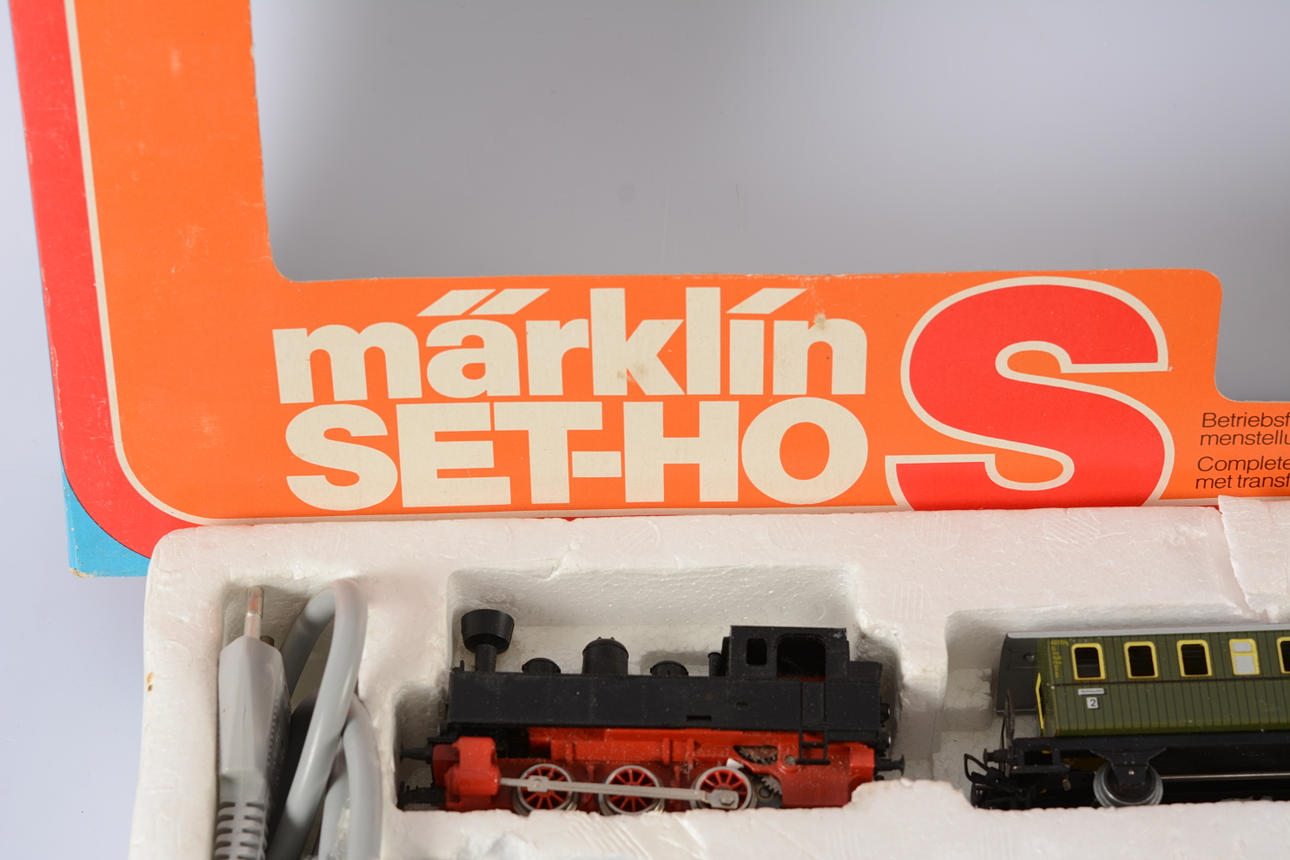 märklin
SET-HO S
Betriebsf
menstellu
Complete
met transf
2